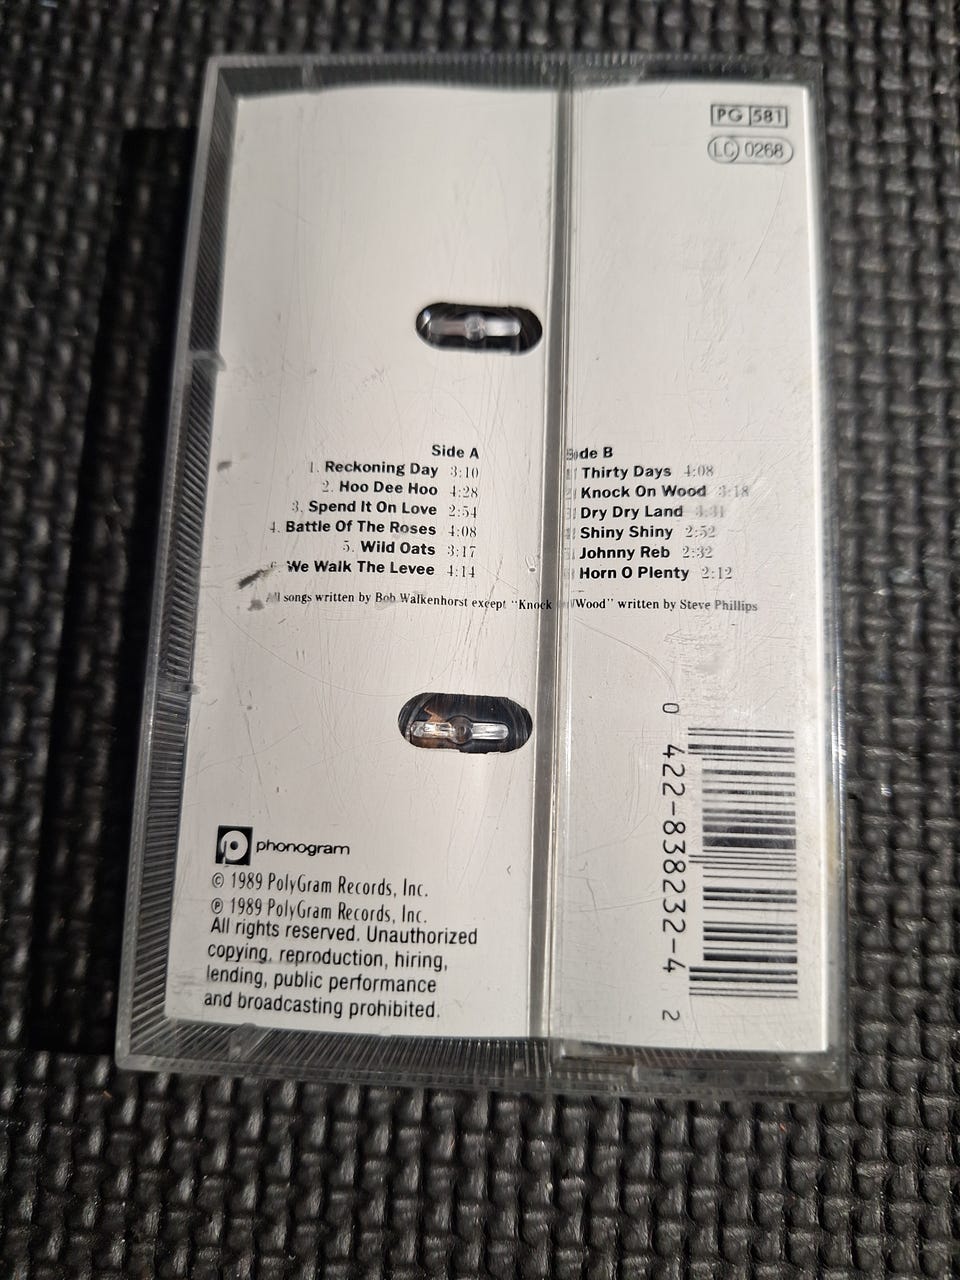 PG 581
LC 0268
Side A
1. Reckoning Day 3:10
2. Hoo Dee Hoo 4:28
3. Spend It On Love 2:54
4. Battle Of The Roses 4:08
5. Wild Oats 3:17
We Walk The Levee 4:14
Side B
Thirty Days 4:08
Knock On Wood 3:18
Dry Dry Land
Shiny Shiny 2:52
Johnny Reb 2:32
Horn O Plenty 2:12
All songs written by Bob Walkenhorst except "Knock On Wood" written by Steve Phillips
0 422-838232-4 2
phonogram
© 1989 PolyGram Records, Inc.
℗ 1989 PolyGram Records, Inc.
All rights reserved. Unauthorized
copying, reproduction, hiring,
lending, public performance
and broadcasting prohibited.